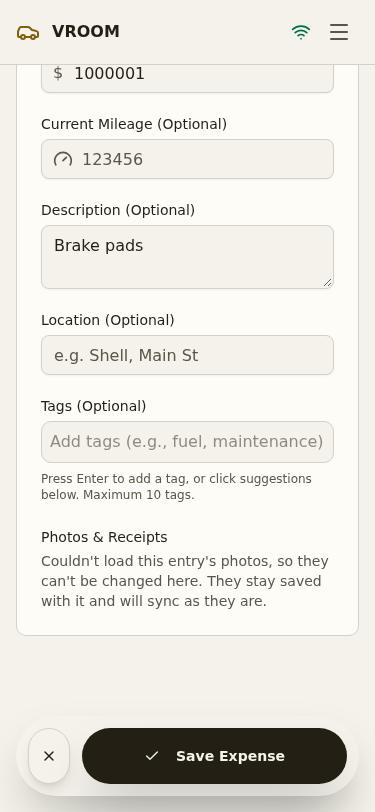 VROOM
$ 1000001
Current Mileage (Optional)
123456
Description (Optional)
Brake pads
Location (Optional)
e.g. Shell, Main St
Tags (Optional)
Add tags (e.g., fuel, maintenance)
Press Enter to add a tag, or click suggestions
below. Maximum 10 tags.
Photos & Receipts
Couldn't load this entry's photos, so they
can't be changed here. They stay saved
with it and will sync as they are.
Save Expense